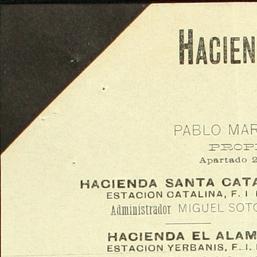 HACIEN
PABLO MAR
PROP
Apartado 2
HACIENDA SANTA CATA
ESTACION CATALINA, F. I
Administrador MIGUEL SOTO
HACIENDA EL ALAM
ESTACION YERBANIS, F. I.